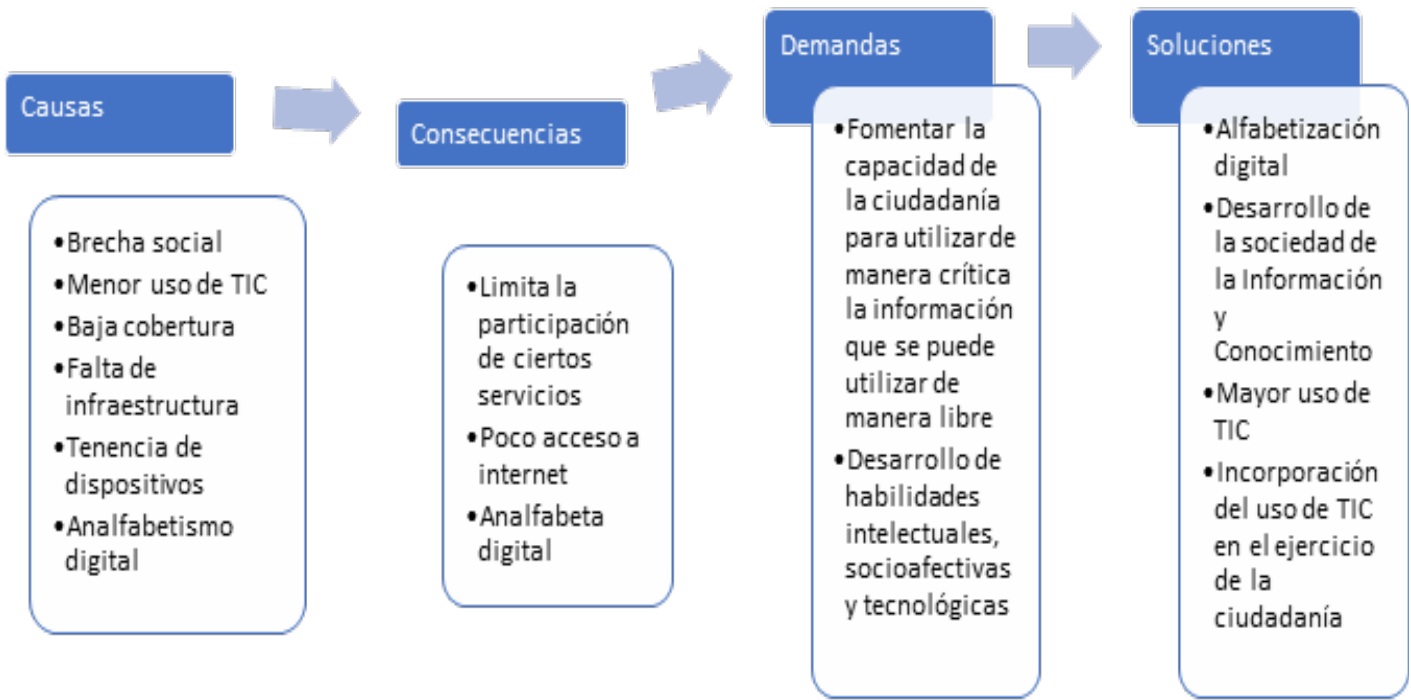 Causas
•Brecha social
•Menor uso de TIC
•Baja cobertura
•Falta de
infraestructura
•Tenencia de
dispositivos
•Analfabetismo
digital
Consecuencias
•Limita la
participación
de ciertos
servicios
•Poco acceso a
internet
•Analfabeta
digital
Demandas
•Fomentar la
capacidad de
la ciudadanía
para utilizar de
manera crítica
la información
que se puede
utilizar de
manera libre
•Desarrollo de
habilidades
intelectuales,
socioafectivas
y tecnológicas
Soluciones
•Alfabetización
digital
•Desarrollo de
la sociedad de
la Información
y
Conocimiento
•Mayor uso de
TIC
•Incorporación
del uso de TIC
en el ejercicio
de la
ciudadanía